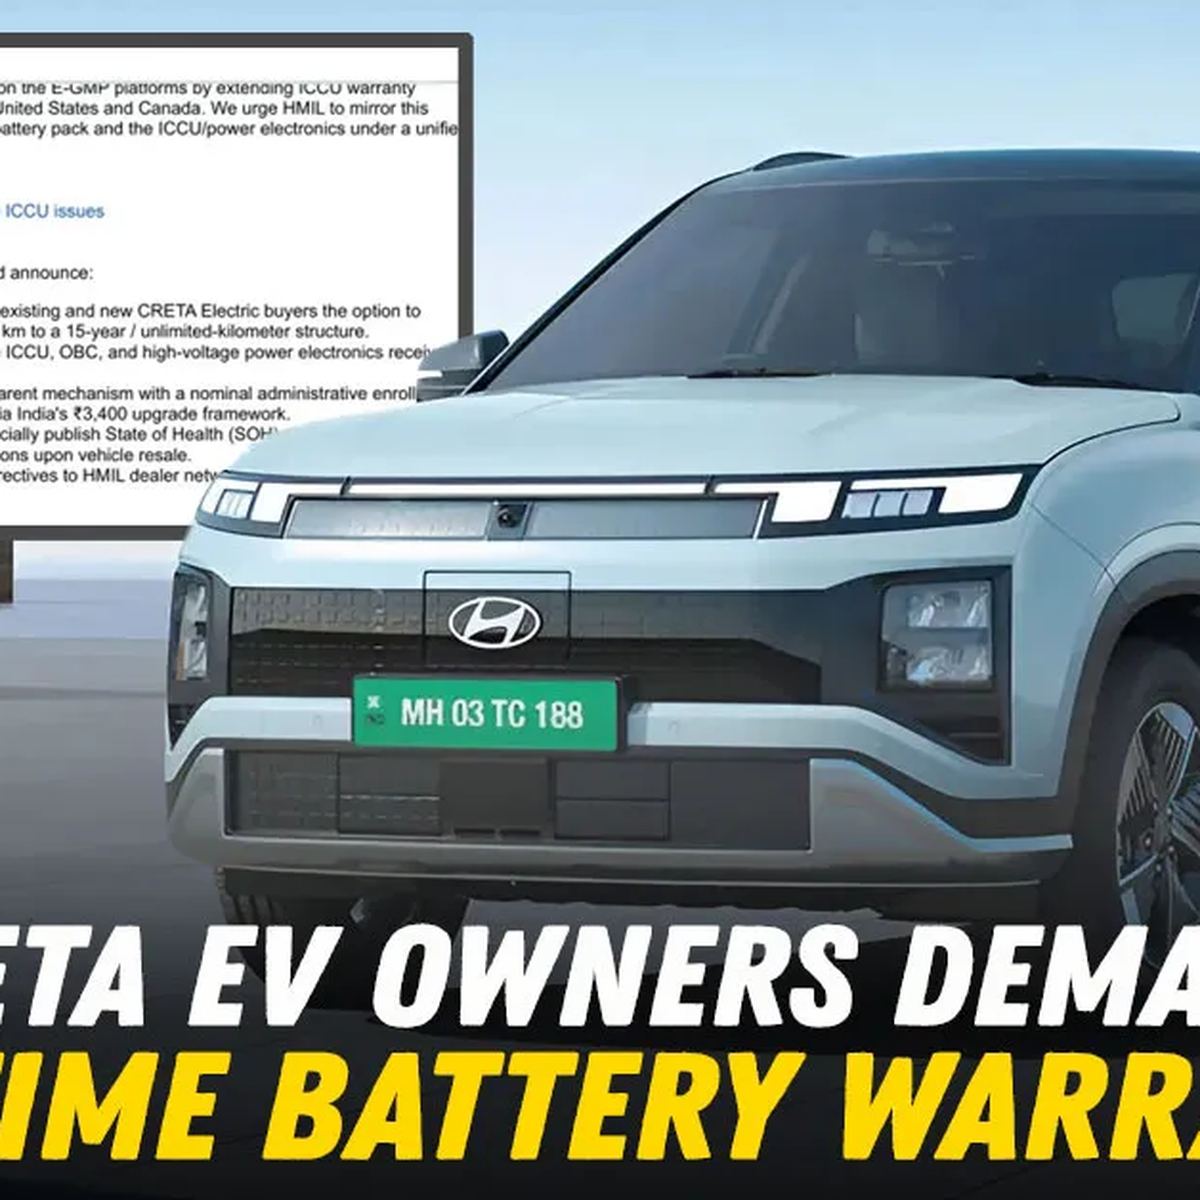 on the E-GMP platforms by extending ICCU warranty
United States and Canada. We urge HMIL to mirror this
battery pack and the ICCU/power electronics under a unifie
ICCU issues
d announce:
existing and new CRETA Electric buyers the option to
km to a 15-year / unlimited-kilometer structure.
ICCU, OBC, and high-voltage power electronics recei
arent mechanism with a nominal administrative enroll
ia India's ₹3,400 upgrade framework.
cially publish State of Health (SOH)
ons upon vehicle resale.
rectives to HMIL dealer netw
MH 03 TC 188
ETA EV OWNERS DEMA
TIME BATTERY WARRA